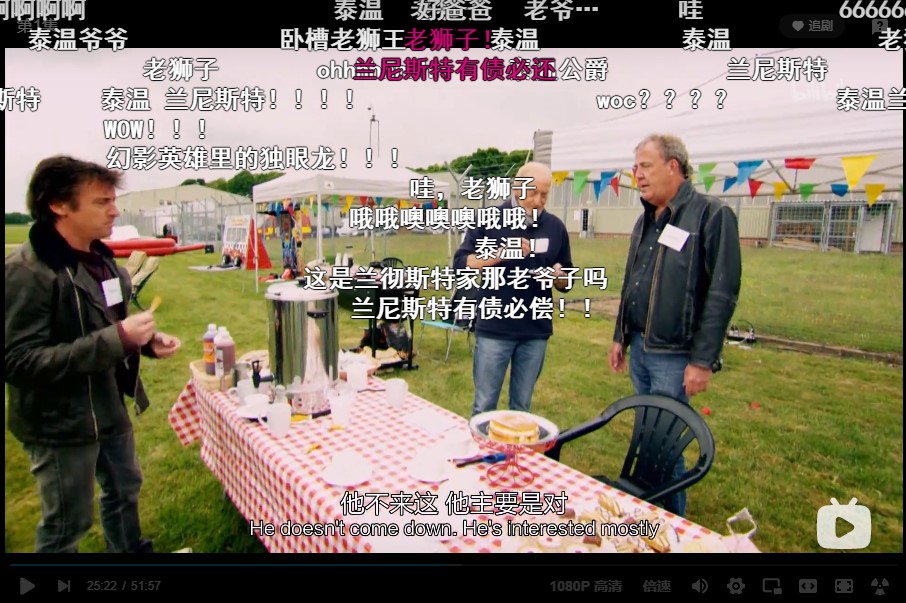 啊啊啊啊 泰温 好爸爸 老爷… 哇 66666
泰温爷爷 卧槽老狮王 老狮子! 泰温 泰温 老
追剧
老狮子 兰尼斯特有债必还 公爵 兰尼斯特
斯特 泰温 兰尼斯特!!!! woc???? 泰温兰
WOW!!!
幻影英雄里的独眼龙!!!
哇，老狮子
哦哦噢噢噢哦哦!
泰温!
这是兰彻斯特家那老爷子吗
兰尼斯特有债必偿!!
他不来这 他主要是对
He doesn't come down. He's interested mostly
25:22 / 51:57 1080P 高清 倍速